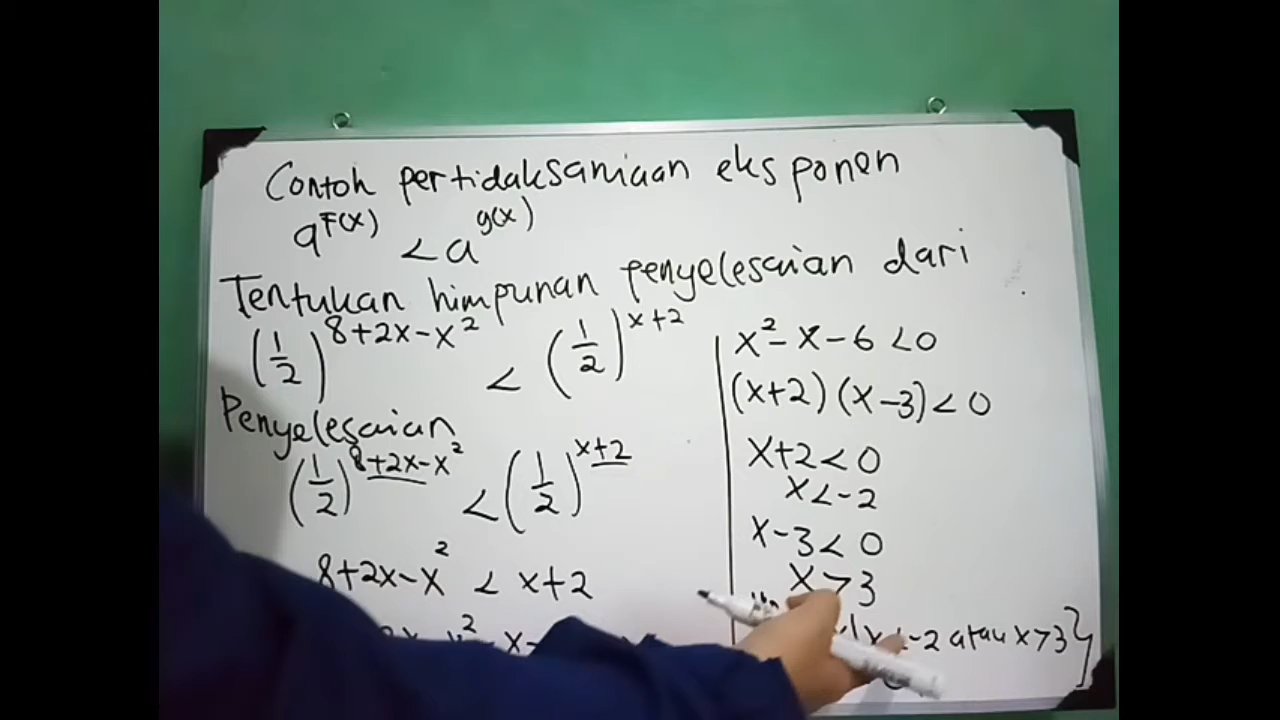 Contoh pertidaksamaan eksponen
a^F(x) < a^g(x)
Tentukan himpunan penyelesaian dari
(1/2)^8+2x-x² < (1/2)^x+2
Penyelesaian
(1/2)^8+2x-x² < (1/2)^x+2
8+2x-x² < x+2
x²-x-6<0
(x+2)(x-3)<0
x+2<0
x<-2
x-3<0
x>3
-2 atau x>3}